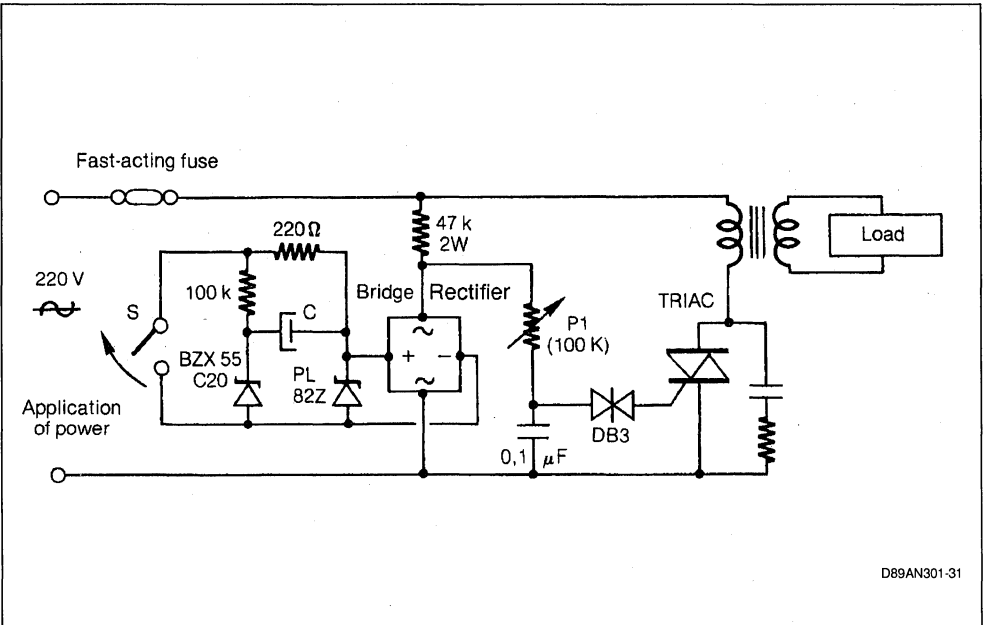 Fast-acting fuse
220 Ω
47 k
2W
Load
220 V
100 k
C
Bridge Rectifier
TRIAC
S
P1
(100 K)
BZX 55
C20
PL
82Z
+
−
~
~
Application
of power
DB3
0,1 μF
D89AN301-31